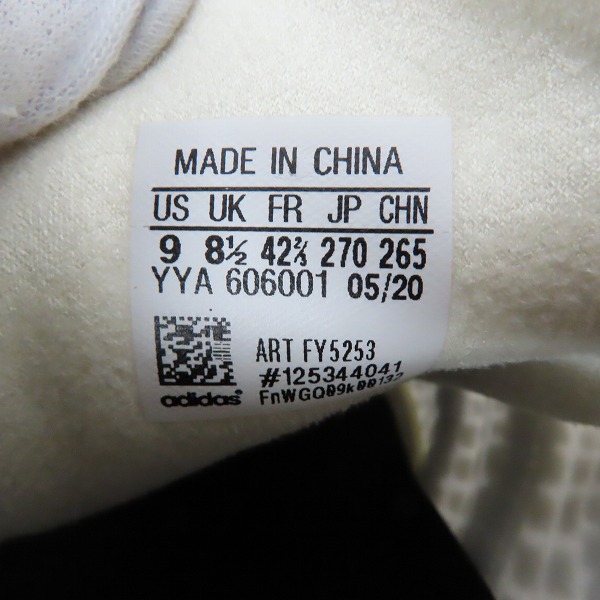 MADE IN CHINA
US UK FR JP CHN
9 8½ 42⅔ 270 265
YYA 606001 05/20
ART FY5253
#125344041
adidas